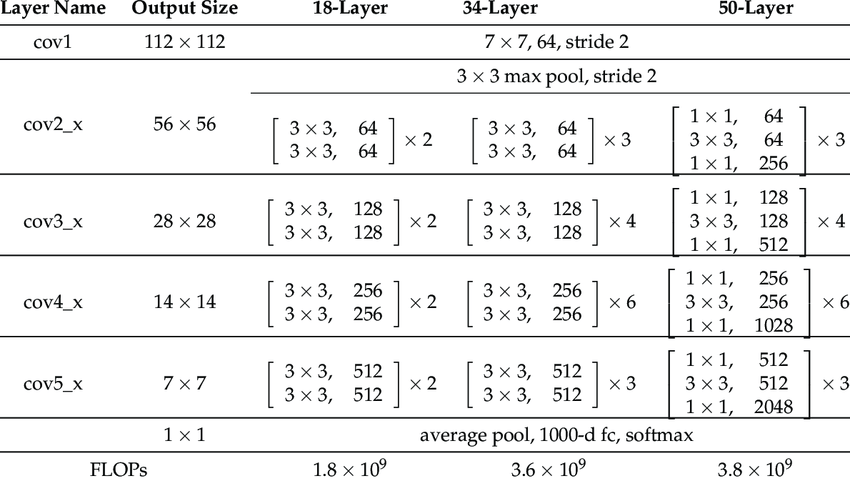 Layer Name Output Size 18-Layer 34-Layer 50-Layer
cov1 112 × 112 7 × 7, 64, stride 2
3 × 3 max pool, stride 2
cov2_x 56 × 56 [ 3 × 3, 64 3 × 3, 64 ] × 2 [ 3 × 3, 64 3 × 3, 64 ] × 3 [ 1 × 1, 64 3 × 3, 64 1 × 1, 256 ] × 3
cov3_x 28 × 28 [ 3 × 3, 128 3 × 3, 128 ] × 2 [ 3 × 3, 128 3 × 3, 128 ] × 4 [ 1 × 1, 128 3 × 3, 128 1 × 1, 512 ] × 4
cov4_x 14 × 14 [ 3 × 3, 256 3 × 3, 256 ] × 2 [ 3 × 3, 256 3 × 3, 256 ] × 6 [ 1 × 1, 256 3 × 3, 256 1 × 1, 1028 ] × 6
cov5_x 7 × 7 [ 3 × 3, 512 3 × 3, 512 ] × 2 [ 3 × 3, 512 3 × 3, 512 ] × 3 [ 1 × 1, 512 3 × 3, 512 1 × 1, 2048 ] × 3
1 × 1 average pool, 1000-d fc, softmax
FLOPs 1.8 × 10⁹ 3.6 × 10⁹ 3.8 × 10⁹